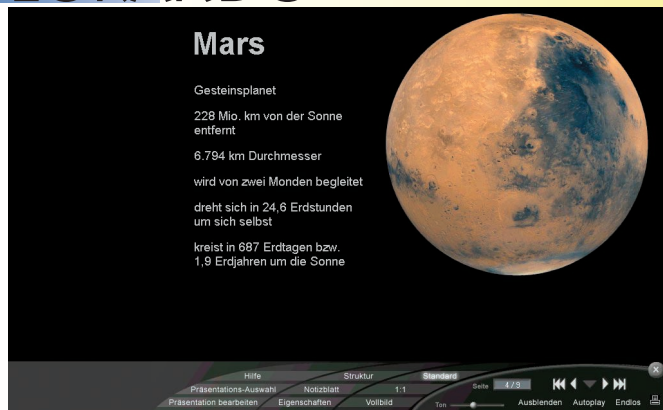 Mars
Gesteinsplanet
228 Mio. km von der Sonne
entfernt
6.794 km Durchmesser
wird von zwei Monden begleitet
dreht sich in 24,6 Erdstunden
um sich selbst
kreist in 687 Erdtagen bzw.
1,9 Erdjahren um die Sonne
Hilfe Struktur Standard
Präsentations-Auswahl Notizblatt 1:1
Präsentation bearbeiten Eigenschaften Vollbild
Seite 4/9
Ton Ausblenden Autoplay Endlos